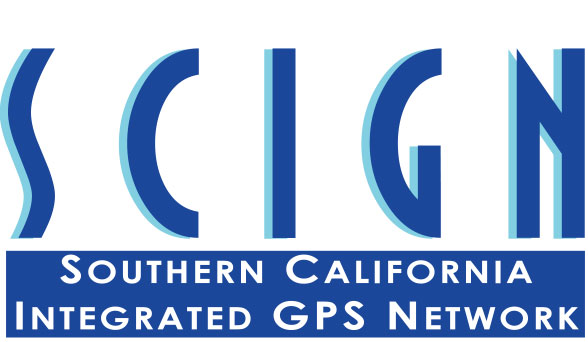 SCIGN
SOUTHERN CALIFORNIA
INTEGRATED GPS NETWORK